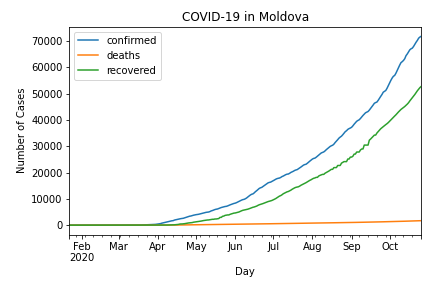 COVID-19 in Moldova
confirmed
deaths
recovered
70000
60000
50000
40000
30000
20000
10000
0
Number of Cases
Feb Mar Apr May Jun Jul Aug Sep Oct
2020
Day